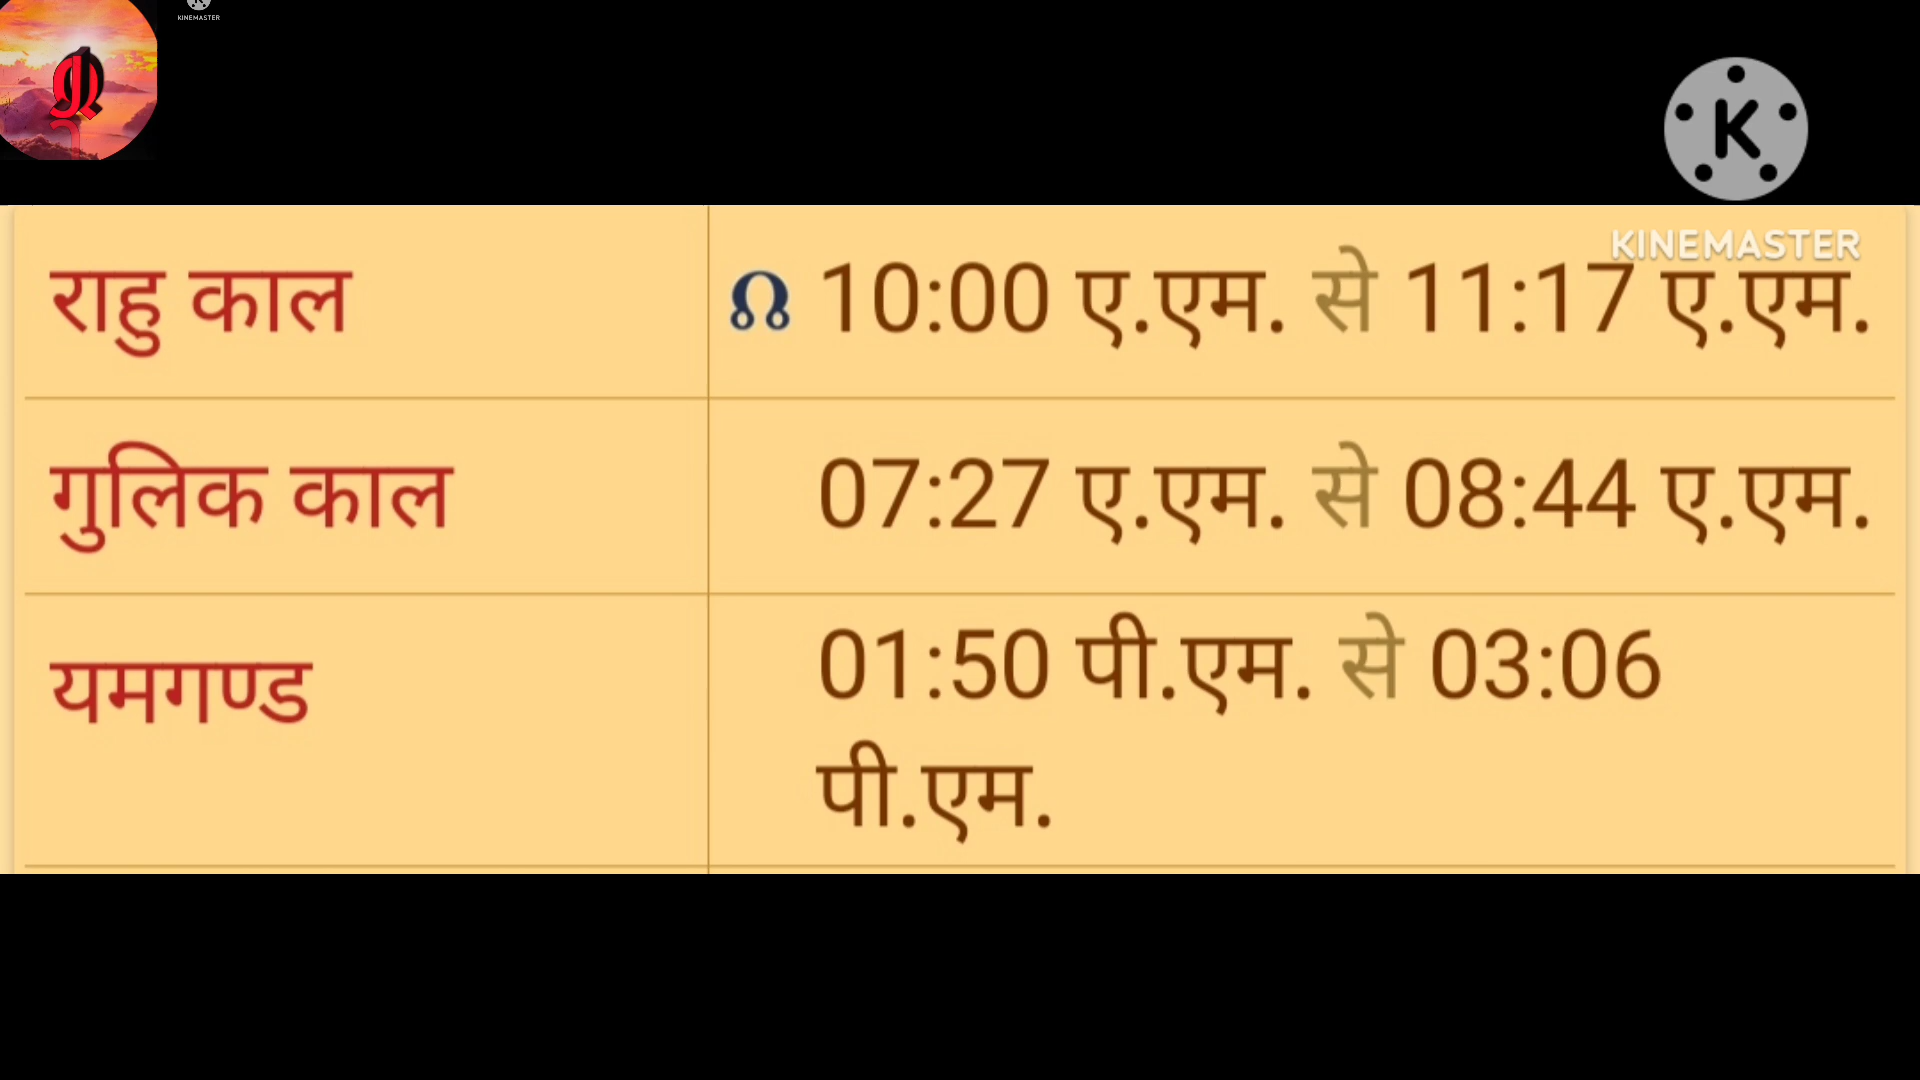 KINEMASTER
KINEMASTER
राहु काल
10:00 ए.एम. से 11:17 ए.एम.
गुलिक काल
07:27 ए.एम. से 08:44 ए.एम.
यमगण्ड
01:50 पी.एम. से 03:06
पी.एम.